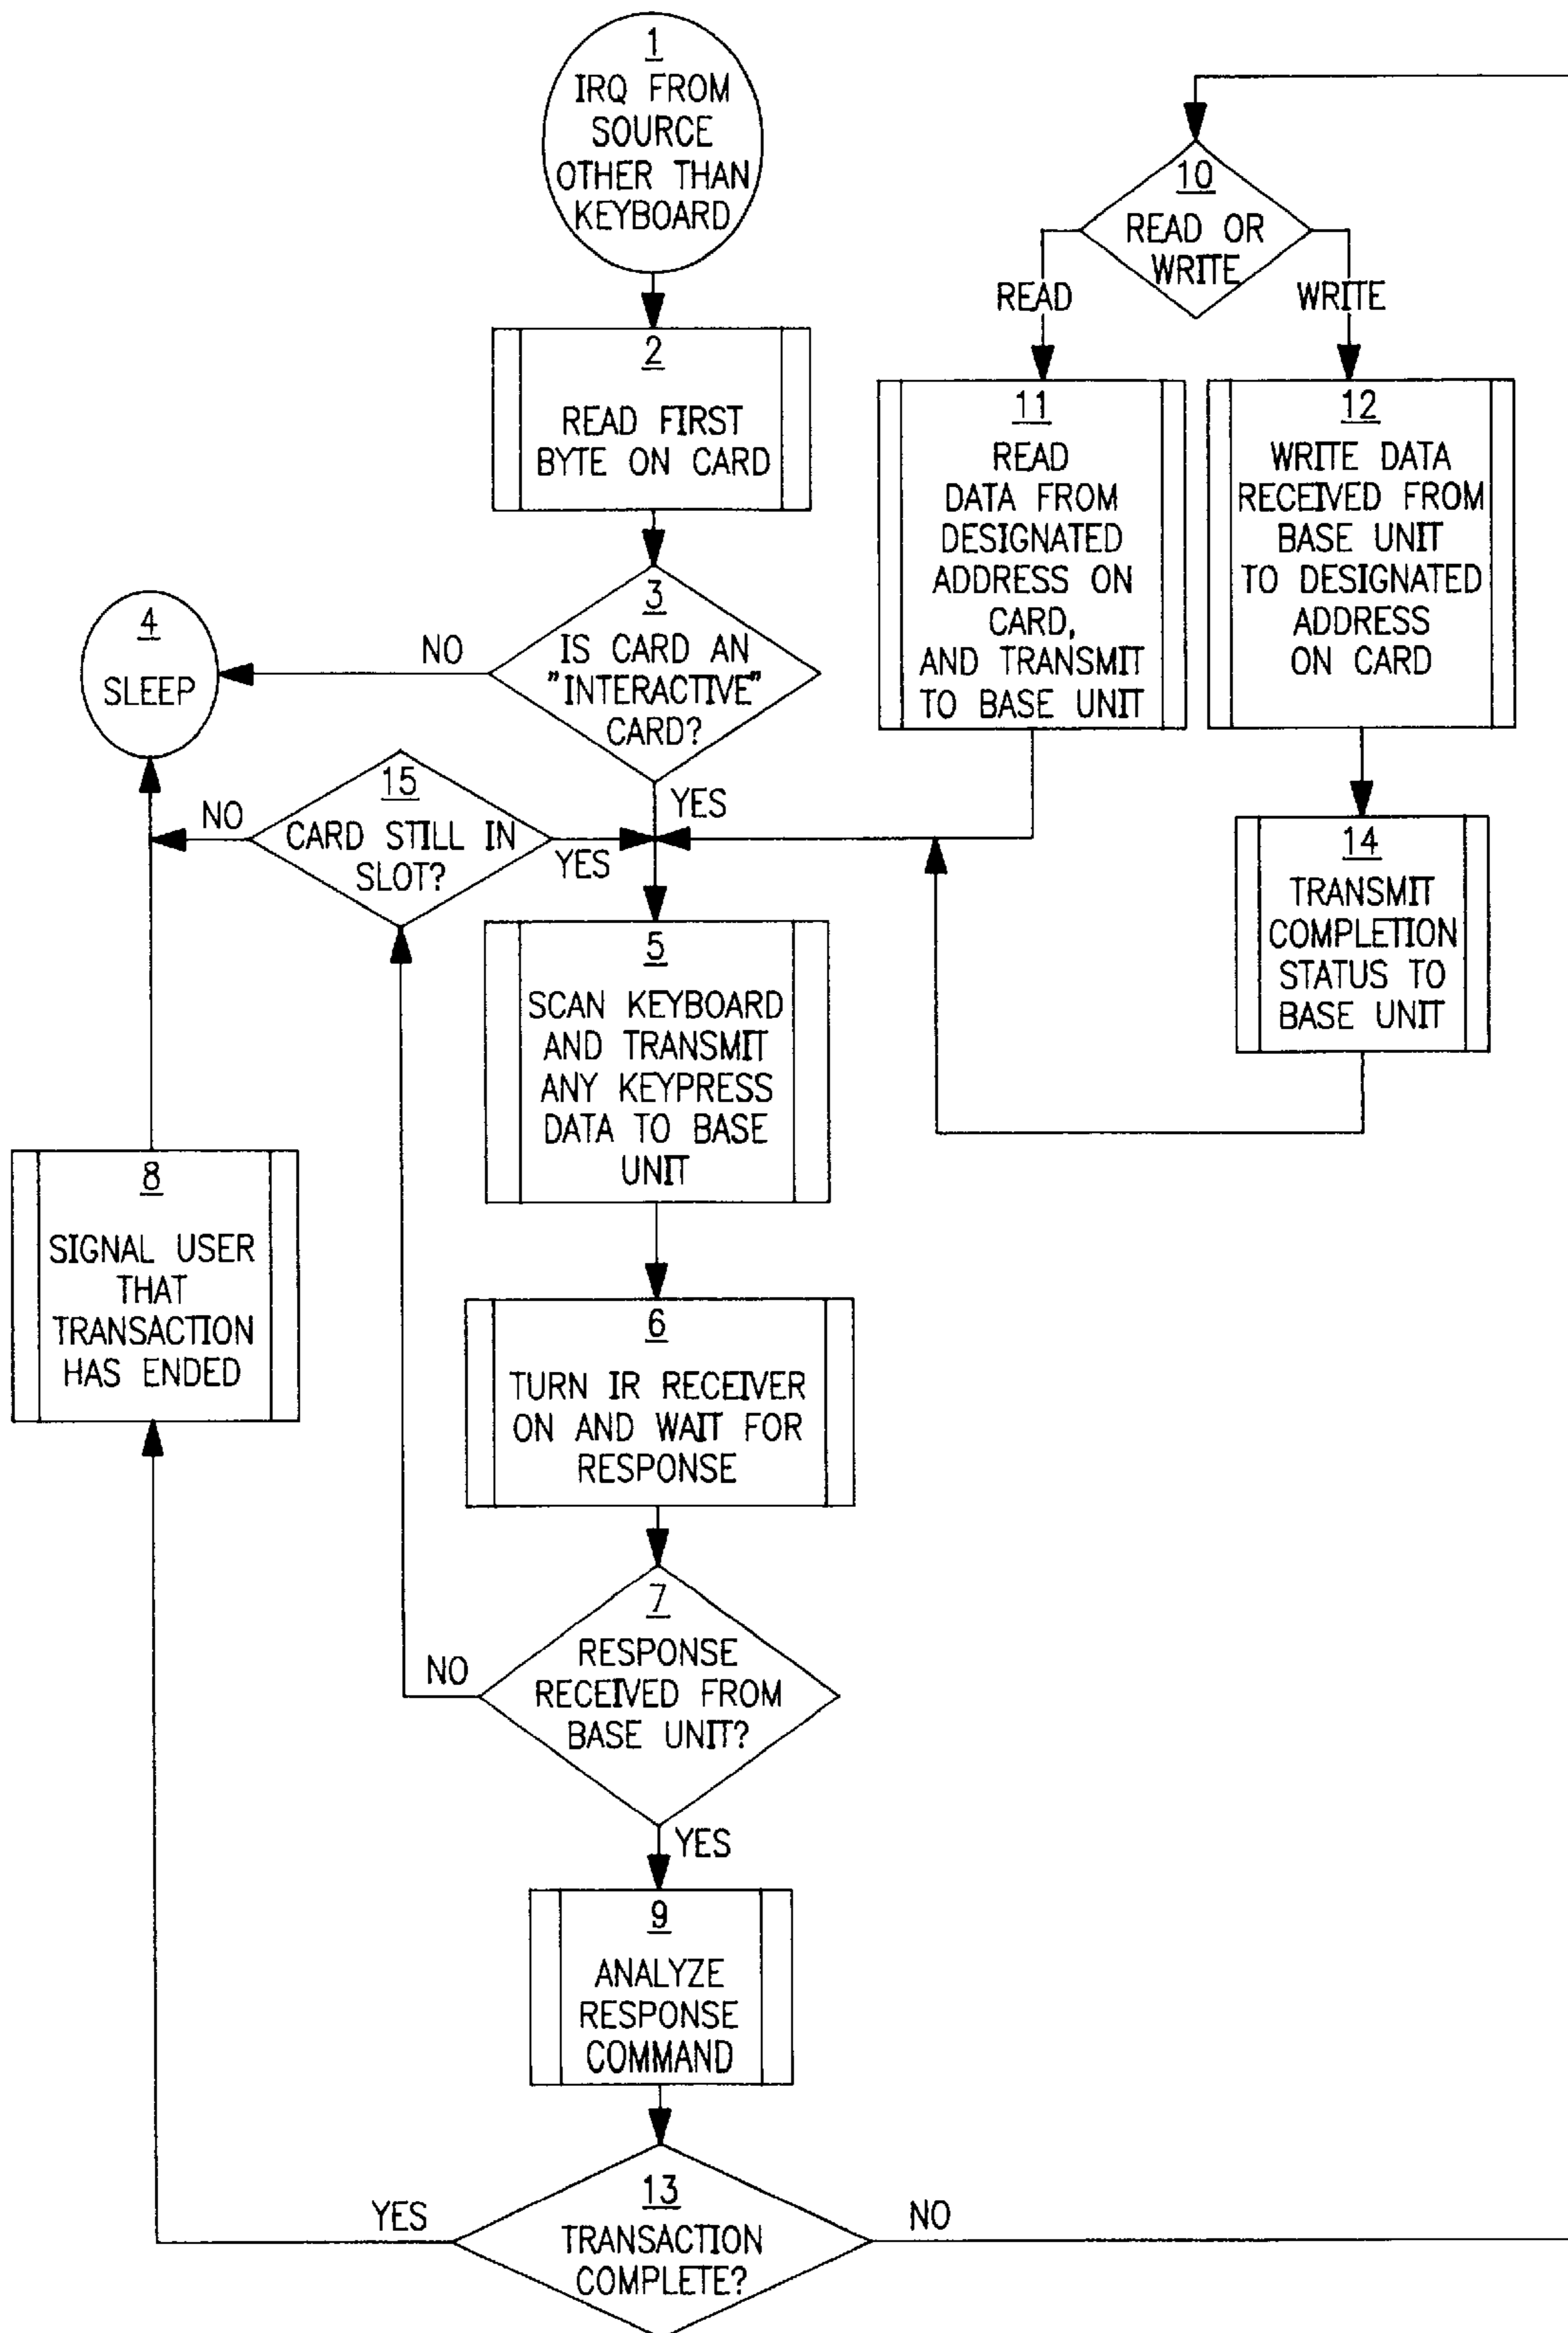 1
IRQ FROM
SOURCE
OTHER THAN
KEYBOARD
2
READ FIRST
BYTE ON CARD
3
IS CARD AN
"INTERACTIVE"
CARD?
NO
YES
4
SLEEP
15
CARD STILL IN
SLOT?
NO
YES
5
SCAN KEYBOARD
AND TRANSMIT
ANY KEYPRESS
DATA TO BASE
UNIT
6
TURN IR RECEIVER
ON AND WAIT FOR
RESPONSE
7
RESPONSE
RECEIVED FROM
BASE UNIT?
NO
YES
8
SIGNAL USER
THAT
TRANSACTION
HAS ENDED
9
ANALYZE
RESPONSE
COMMAND
13
TRANSACTION
COMPLETE?
YES
NO
10
READ OR
WRITE
READ
WRITE
11
READ
DATA FROM
DESIGNATED
ADDRESS ON
CARD,
AND TRANSMIT
TO BASE UNIT
12
WRITE DATA
RECEIVED FROM
BASE UNIT
TO DESIGNATED
ADDRESS
ON CARD
14
TRANSMIT
COMPLETION
STATUS TO
BASE UNIT